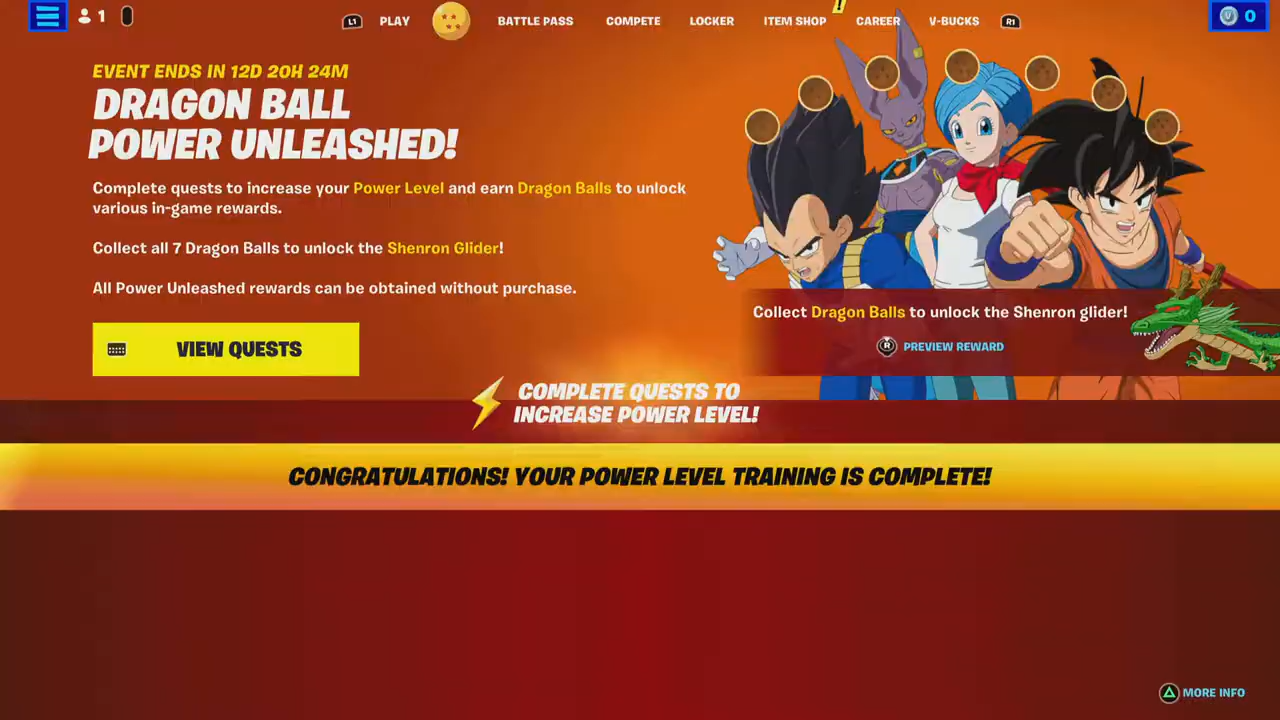 1
L1
PLAY
BATTLE PASS
COMPETE
LOCKER
ITEM SHOP
!
CAREER
V-BUCKS
R1
V
0
EVENT ENDS IN 12D 20H 24M
DRAGON BALL
POWER UNLEASHED!
Complete quests to increase your Power Level and earn Dragon Balls to unlock
various in-game rewards.
Collect all 7 Dragon Balls to unlock the Shenron Glider!
All Power Unleashed rewards can be obtained without purchase.
VIEW QUESTS
Collect Dragon Balls to unlock the Shenron glider!
R
PREVIEW REWARD
COMPLETE QUESTS TO
INCREASE POWER LEVEL!
CONGRATULATIONS! YOUR POWER LEVEL TRAINING IS COMPLETE!
MORE INFO